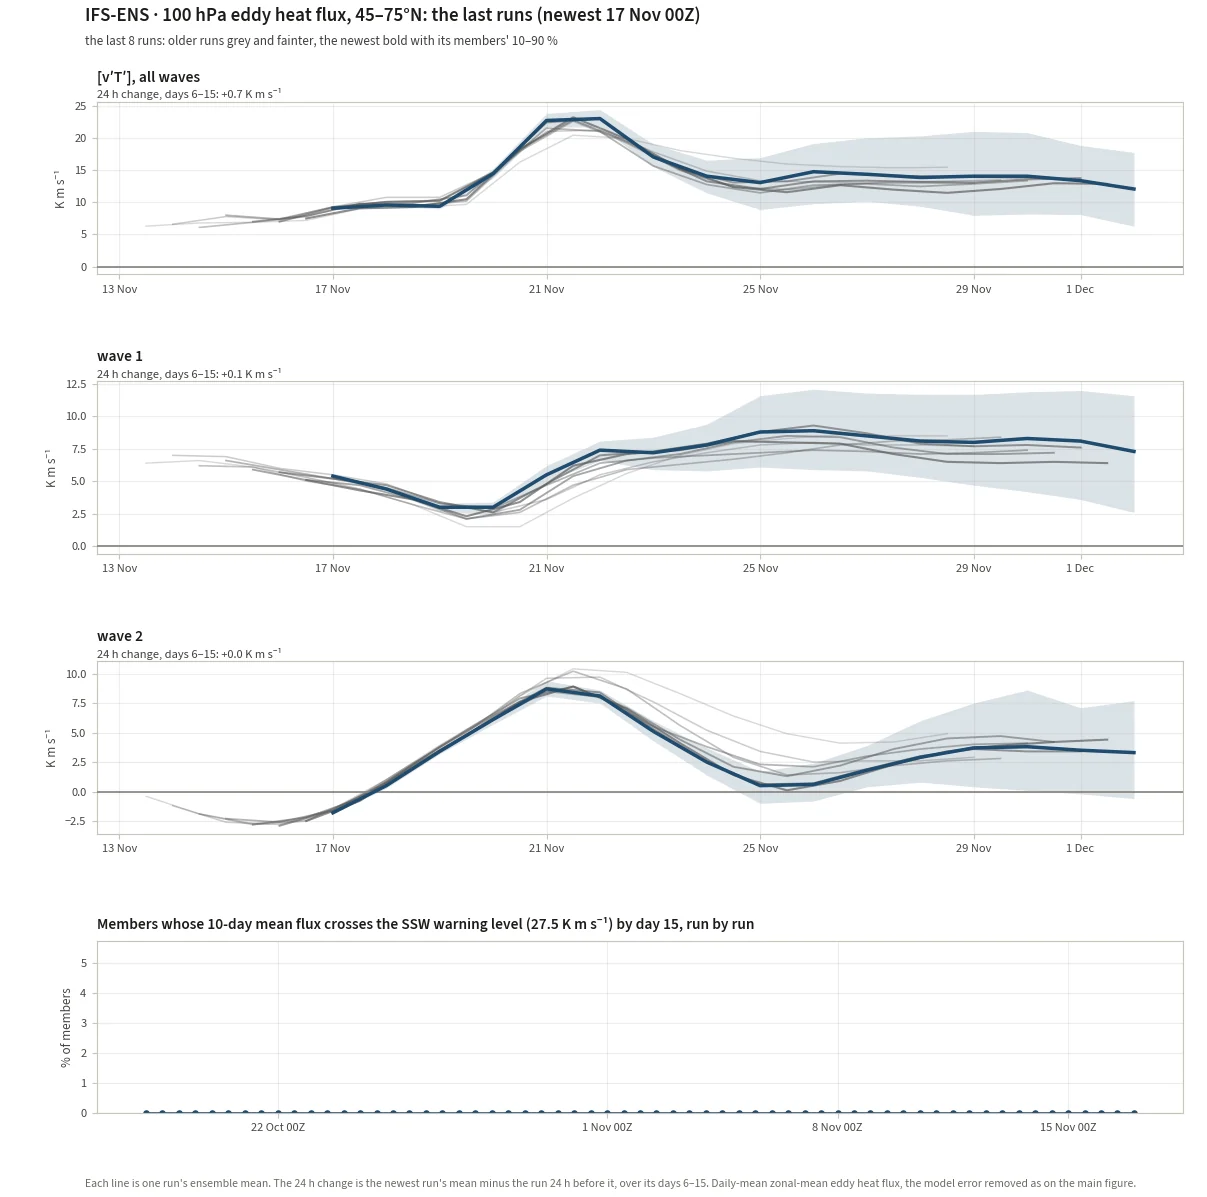 IFS-ENS · 100 hPa eddy heat flux, 45–75°N: the last runs (newest 17 Nov 00Z)
the last 8 runs: older runs grey and fainter, the newest bold with its members' 10–90 %
[v′T′], all waves
24 h change, days 6–15: +0.7 K m s⁻¹
25
20
15
10
5
0
K m s⁻¹
13 Nov 17 Nov 21 Nov 25 Nov 29 Nov 1 Dec
wave 1
24 h change, days 6–15: +0.1 K m s⁻¹
12.5
10.0
7.5
5.0
2.5
0.0
K m s⁻¹
13 Nov 17 Nov 21 Nov 25 Nov 29 Nov 1 Dec
wave 2
24 h change, days 6–15: +0.0 K m s⁻¹
10.0
7.5
5.0
2.5
0.0
−2.5
K m s⁻¹
13 Nov 17 Nov 21 Nov 25 Nov 29 Nov 1 Dec
Members whose 10-day mean flux crosses the SSW warning level (27.5 K m s⁻¹) by day 15, run by run
5
4
3
2
1
0
% of members
22 Oct 00Z 1 Nov 00Z 8 Nov 00Z 15 Nov 00Z
Each line is one run's ensemble mean. The 24 h change is the newest run's mean minus the run 24 h before it, over its days 6–15. Daily-mean zonal-mean eddy heat flux, the model error removed as on the main figure.